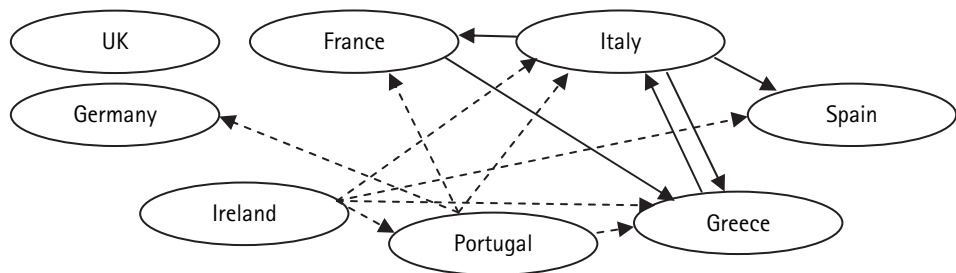 UK
France
Italy
Germany
Spain
Ireland
Portugal
Greece